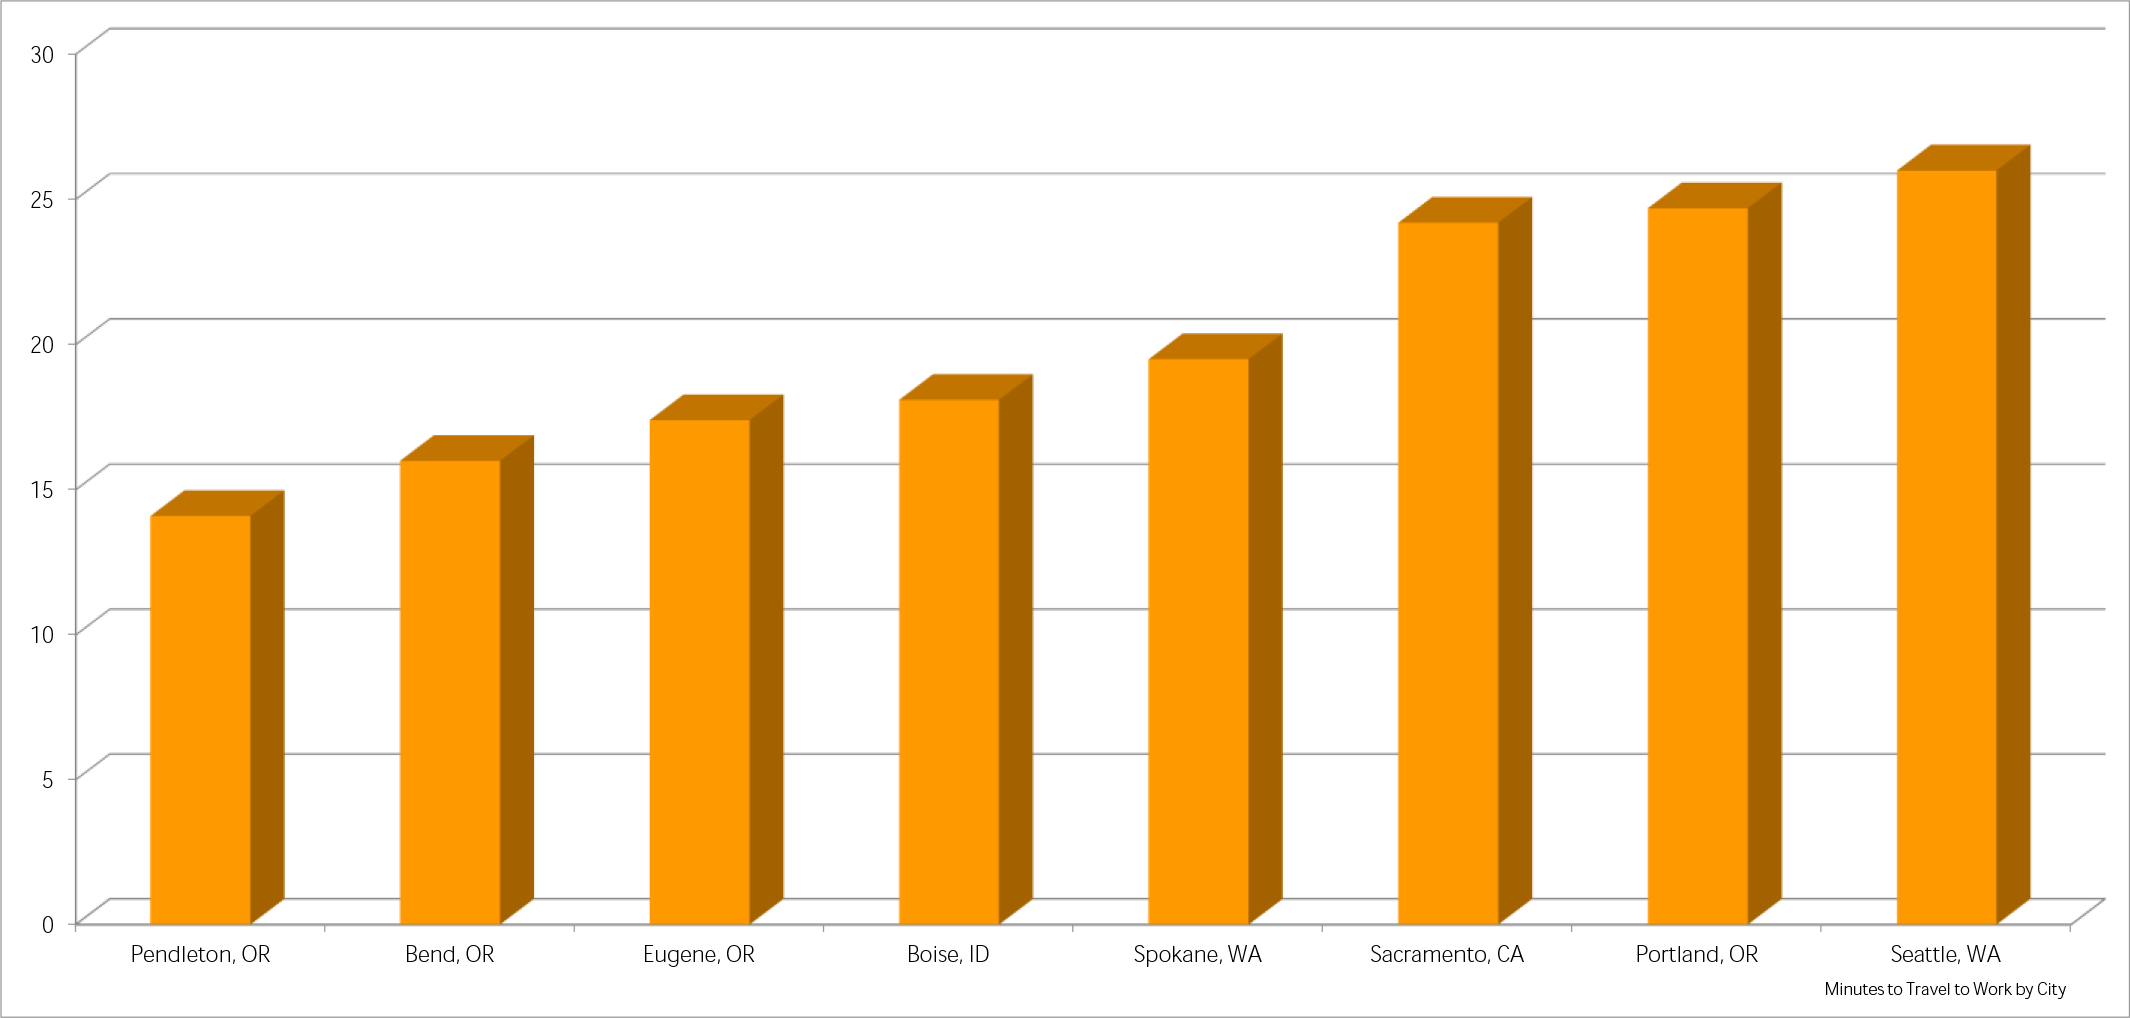 30
25
20
15
10
5
0
Pendleton, OR
Bend, OR
Eugene, OR
Boise, ID
Spokane, WA
Sacramento, CA
Portland, OR
Seattle, WA
Minutes to Travel to Work by City